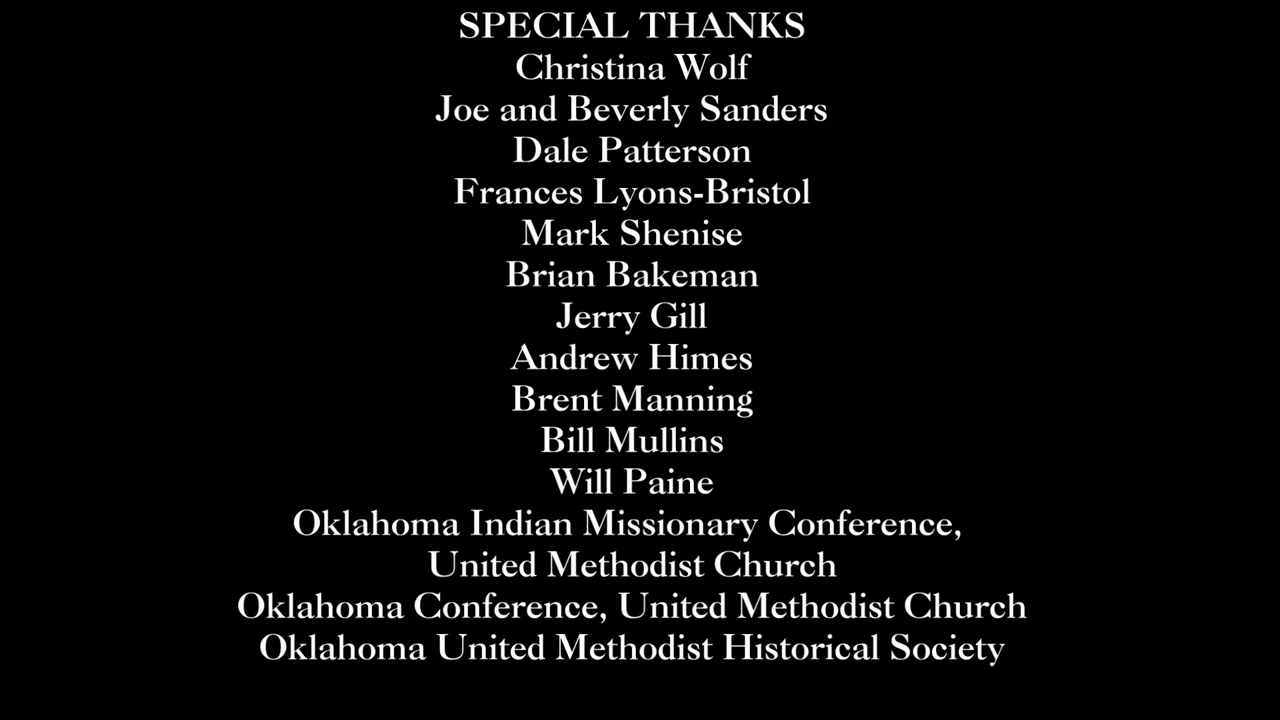 SPECIAL THANKS
Christina Wolf
Joe and Beverly Sanders
Dale Patterson
Frances Lyons-Bristol
Mark Shenise
Brian Bakeman
Jerry Gill
Andrew Himes
Brent Manning
Bill Mullins
Will Paine
Oklahoma Indian Missionary Conference,
United Methodist Church
Oklahoma Conference, United Methodist Church
Oklahoma United Methodist Historical Society